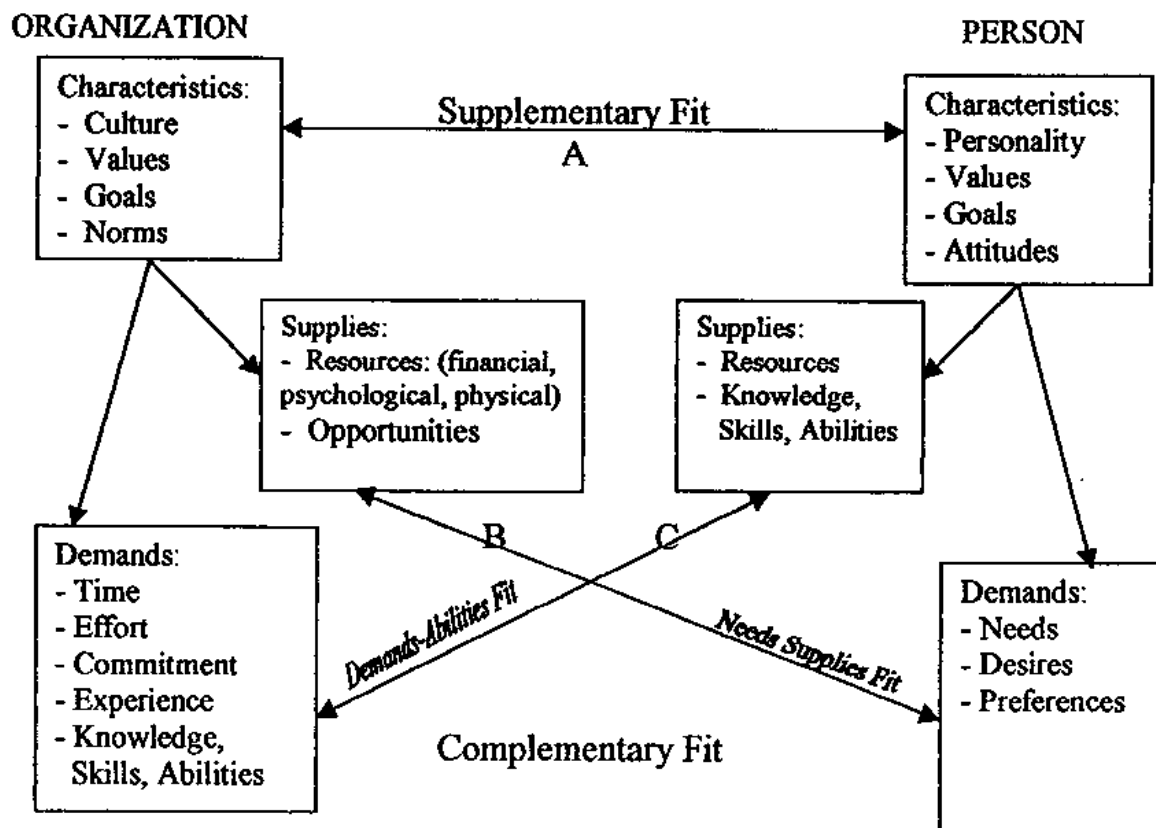 ORGANIZATION
PERSON
Characteristics:
- Culture
- Values
- Goals
- Norms
Supplementary Fit
A
Characteristics:
- Personality
- Values
- Goals
- Attitudes
Supplies:
- Resources: (financial,
psychological, physical)
- Opportunities
Supplies:
- Resources
- Knowledge,
Skills, Abilities
B
C
Demands-Abilities Fit
Needs Supplies Fit
Demands:
- Time
- Effort
- Commitment
- Experience
- Knowledge,
Skills, Abilities
Complementary Fit
Demands:
- Needs
- Desires
- Preferences